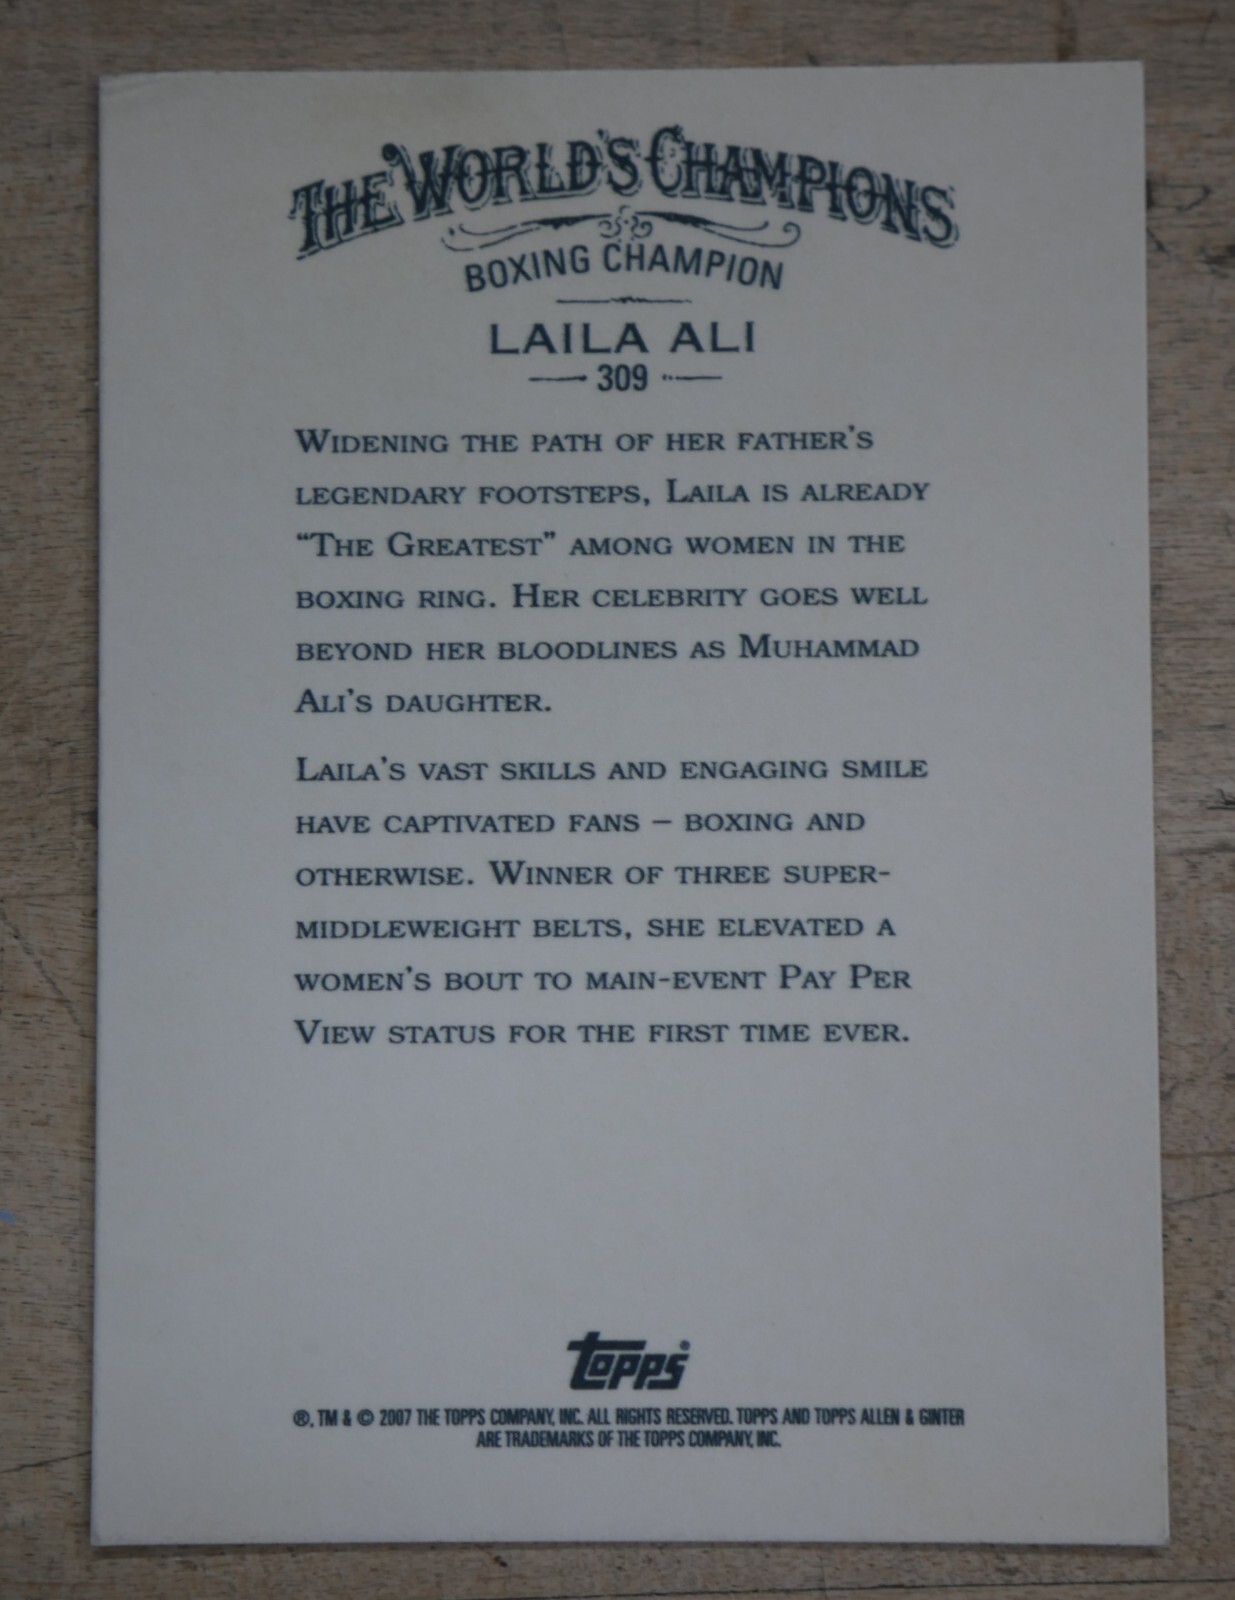 THE WORLD'S CHAMPIONS
BOXING CHAMPION
LAILA ALI
309
WIDENING THE PATH OF HER FATHER'S
LEGENDARY FOOTSTEPS, LAILA IS ALREADY
“THE GREATEST” AMONG WOMEN IN THE
BOXING RING. HER CELEBRITY GOES WELL
BEYOND HER BLOODLINES AS MUHAMMAD
ALI'S DAUGHTER.
LAILA'S VAST SKILLS AND ENGAGING SMILE
HAVE CAPTIVATED FANS – BOXING AND
OTHERWISE. WINNER OF THREE SUPER-
MIDDLEWEIGHT BELTS, SHE ELEVATED A
WOMEN'S BOUT TO MAIN-EVENT PAY PER
VIEW STATUS FOR THE FIRST TIME EVER.
topps®
®, TM & © 2007 THE TOPPS COMPANY, INC. ALL RIGHTS RESERVED. TOPPS AND TOPPS ALLEN & GINTER
ARE TRADEMARKS OF THE TOPPS COMPANY, INC.